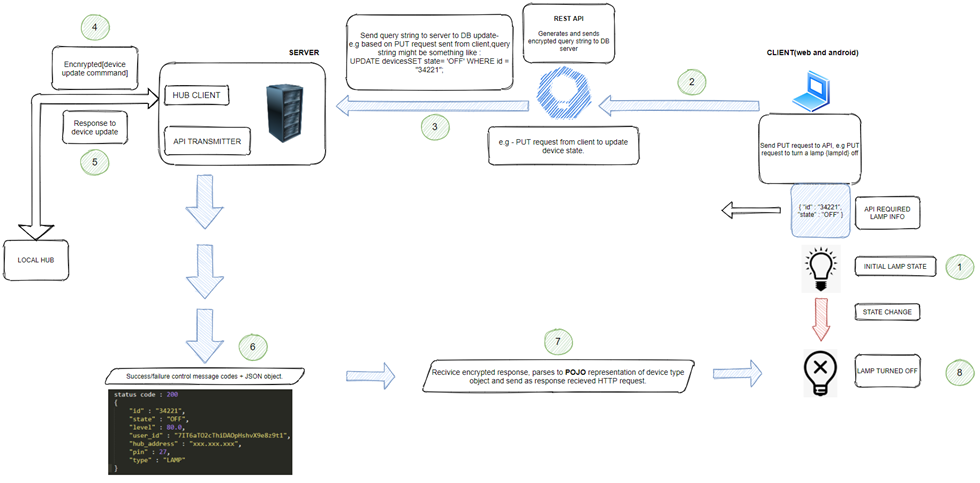 4
Encnrypted[device
update commmand]
Response to
device update
5
LOCAL HUB
SERVER
HUB CLIENT
API TRANSMITTER
Send query string to server to DB update-
e.g based on PUT request sent from client,query
string might be something like :
UPDATE devicesSET state= 'OFF' WHERE id =
"34221";
3
REST API
Generates and sends
encrypted query string to DB
server
e.g - PUT request from client to update
device state.
2
CLIENT(web and android)
Send PUT request to API, e.g PUT
request to turn a lamp (lampId) off
{ "id" : "34221",
"state" : "OFF" }
API REQUIRED
LAMP INFO
INITIAL LAMP STATE
1
STATE CHANGE
LAMP TURNED OFF
8
6
Success/failure control message codes + JSON object.
status code : 200
{
"id" : "34221",
"state" : "OFF",
"level" : 80.0,
"user_id" : "7IT6aTO2cThiDAOpHshvX9e8z9t1",
"hub_address" : "xxx.xxx.xxx",
"pin" : 27,
"type" : "LAMP"
}
7
Recivice encrypted response, parses to POJO representation of device type
object and send as response recieved HTTP request.